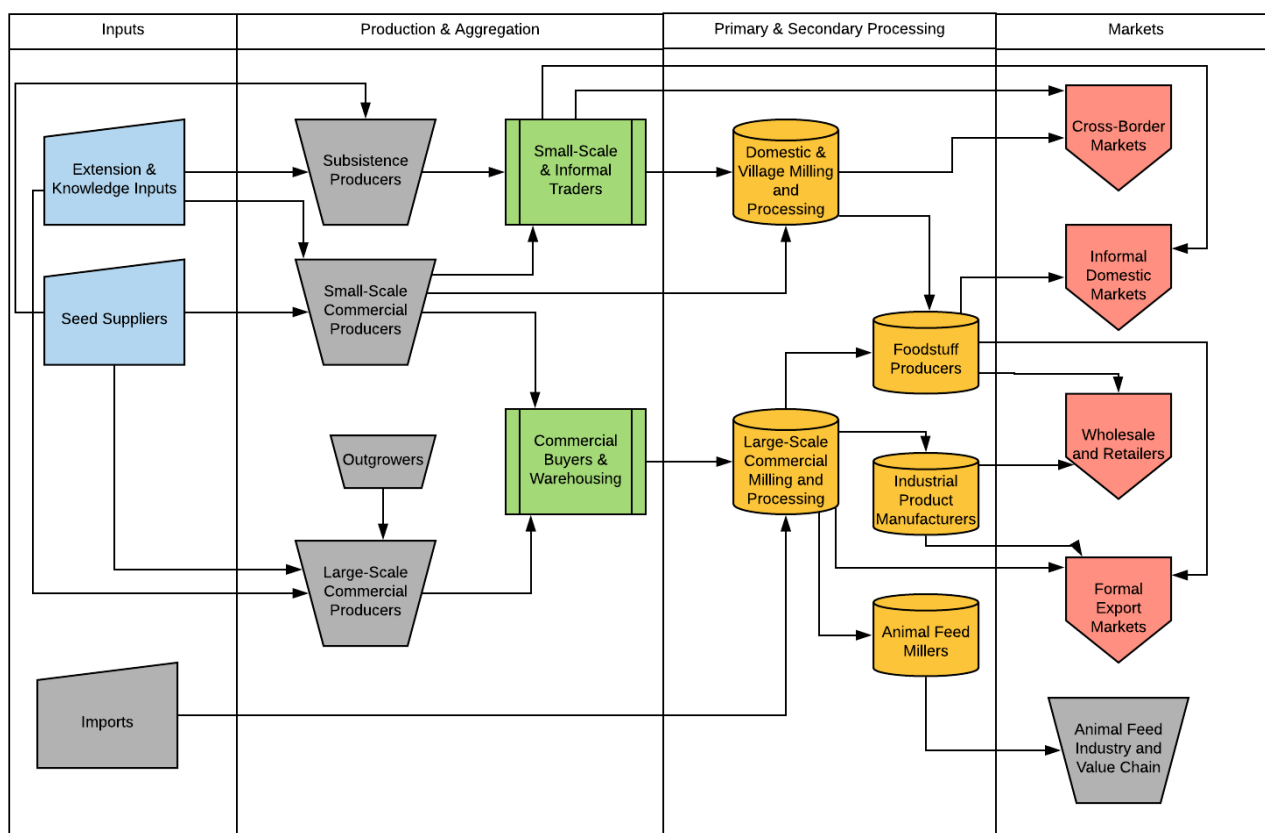 Inputs
Production & Aggregation
Primary & Secondary Processing
Markets
Extension &
Knowledge Inputs
Subsistence
Producers
Small-Scale
& Informal
Traders
Domestic &
Village Milling
and
Processing
Cross-Border
Markets
Seed Suppliers
Small-Scale
Commercial
Producers
Informal
Domestic
Markets
Foodstuff
Producers
Outgrowers
Commercial
Buyers &
Warehousing
Large-Scale
Commercial
Milling and
Processing
Wholesale
and Retailers
Industrial
Product
Manufacturers
Large-Scale
Commercial
Producers
Formal
Export
Markets
Animal Feed
Millers
Imports
Animal Feed
Industry and
Value Chain